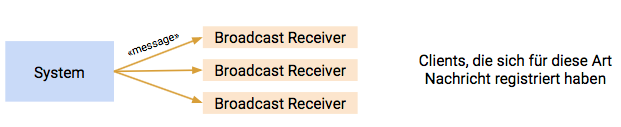 «message»
System
Broadcast Receiver
Broadcast Receiver
Broadcast Receiver
Clients, die sich für diese Art
Nachricht registriert haben